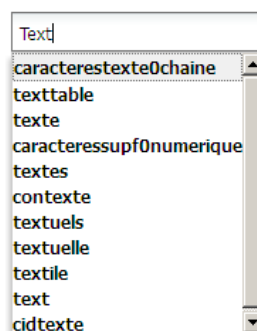 Text
caracterestexte0chaine
texttable
texte
caracteressupf0numerique
textes
contexte
textuels
textuelle
textile
text
cidtexte